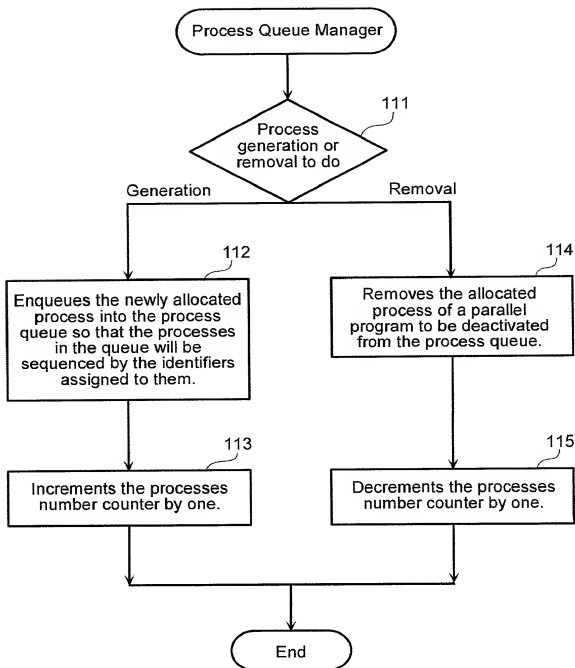 Process Queue Manager
111
Process
generation or
removal to do
Generation
Removal
112
Enqueues the newly allocated
process into the process
queue so that the processes
in the queue will be
sequenced by the identifiers
assigned to them.
114
Removes the allocated
process of a parallel
program to be deactivated
from the process queue.
113
Increments the processes
number counter by one.
115
Decrements the processes
number counter by one.
End